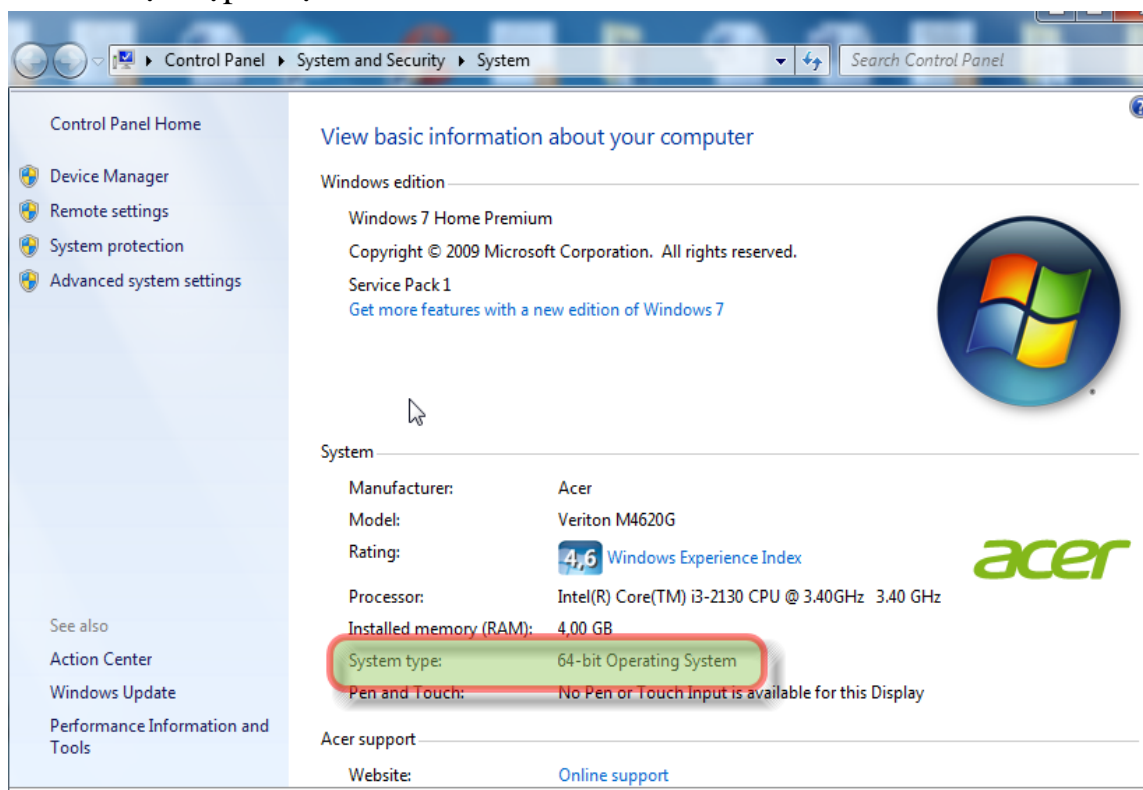 Control Panel System and Security System Search Control Panel
Control Panel Home
Device Manager
Remote settings
System protection
Advanced system settings
See also
Action Center
Windows Update
Performance Information and
Tools
View basic information about your computer
Windows edition
Windows 7 Home Premium
Copyright © 2009 Microsoft Corporation. All rights reserved.
Service Pack 1
Get more features with a new edition of Windows 7
System
Manufacturer: Acer
Model: Veriton M4620G
Rating: 4,6 Windows Experience Index
acer
Processor: Intel(R) Core(TM) i3-2130 CPU @ 3.40GHz 3.40 GHz
Installed memory (RAM): 4,00 GB
System type: 64-bit Operating System
Pen and Touch: No Pen or Touch Input is available for this Display
Acer support
Website: Online support